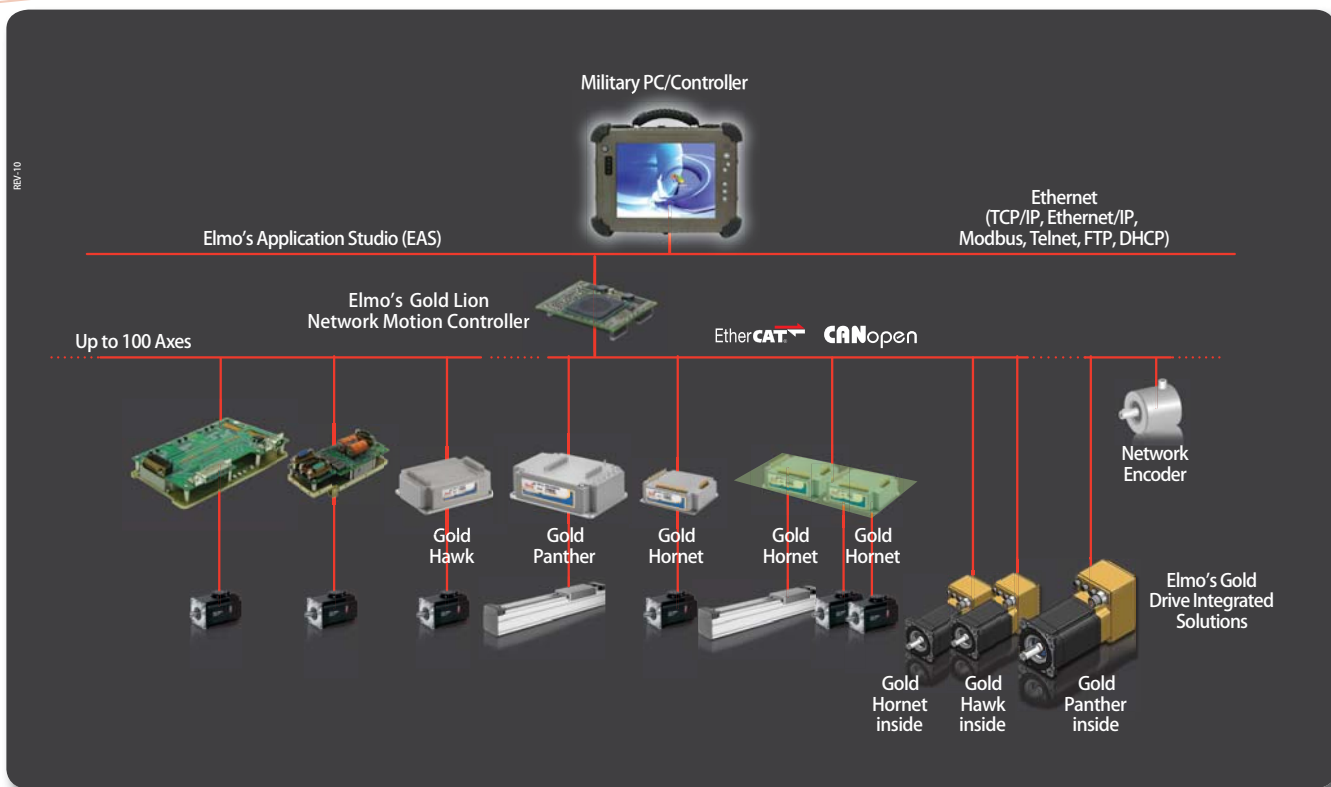 Military PC/Controller
REV-10
Ethernet
(TCP/IP, Ethernet/IP,
Modbus, Telnet, FTP, DHCP)
Elmo's Application Studio (EAS)
Elmo's Gold Lion
Network Motion Controller
EtherCAT
CANopen
Up to 100 Axes
Network
Encoder
Gold
Hawk
Gold
Panther
Gold
Hornet
Gold
Hornet
Gold
Hornet
Elmo's Gold
Drive Integrated
Solutions
Gold
Hornet
inside
Gold
Hawk
inside
Gold
Panther
inside